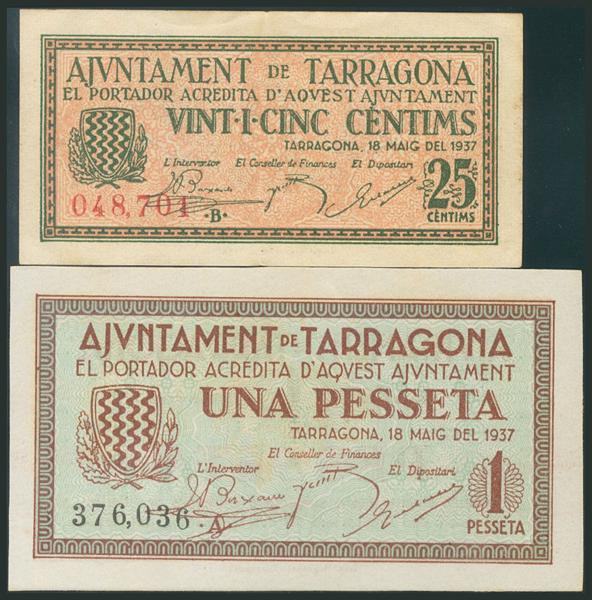 AJVNTAMENT DE TARRAGONA
EL PORTADOR ACREDITA D'AQVEST AJVNTAMENT
VINT·I·CINC CÈNTIMS
TARRAGONA, 18 MAIG DEL 1937
L'Interventor El Conseller de Finances El Dipositari
048,701 ·B· 25
CÈNTIMS
AJVNTAMENT DE TARRAGONA
EL PORTADOR ACREDITA D'AQVEST AJVNTAMENT
UNA PESSETA
TARRAGONA, 18 MAIG DEL 1937
L'Interventor El Conseller de Finances El Dipositari
376,036 ·A· 1
PESSETA